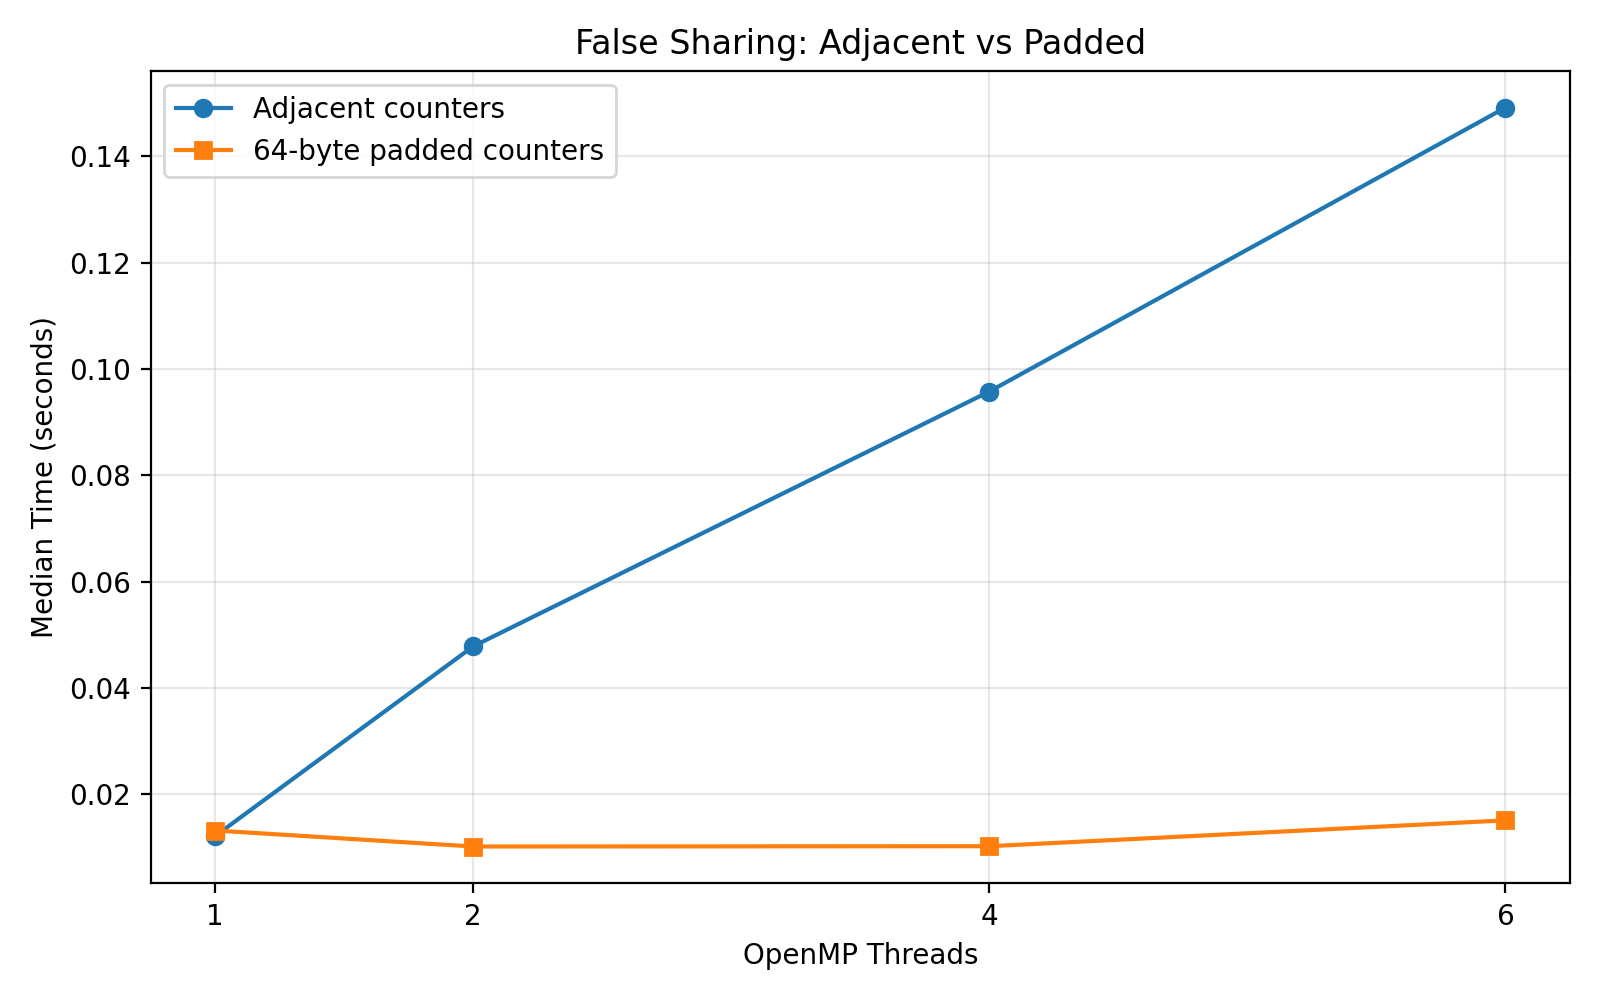 False Sharing: Adjacent vs Padded
Adjacent counters
64-byte padded counters
Median Time (seconds)
0.14
0.12
0.10
0.08
0.06
0.04
0.02
1 2 4 6
OpenMP Threads